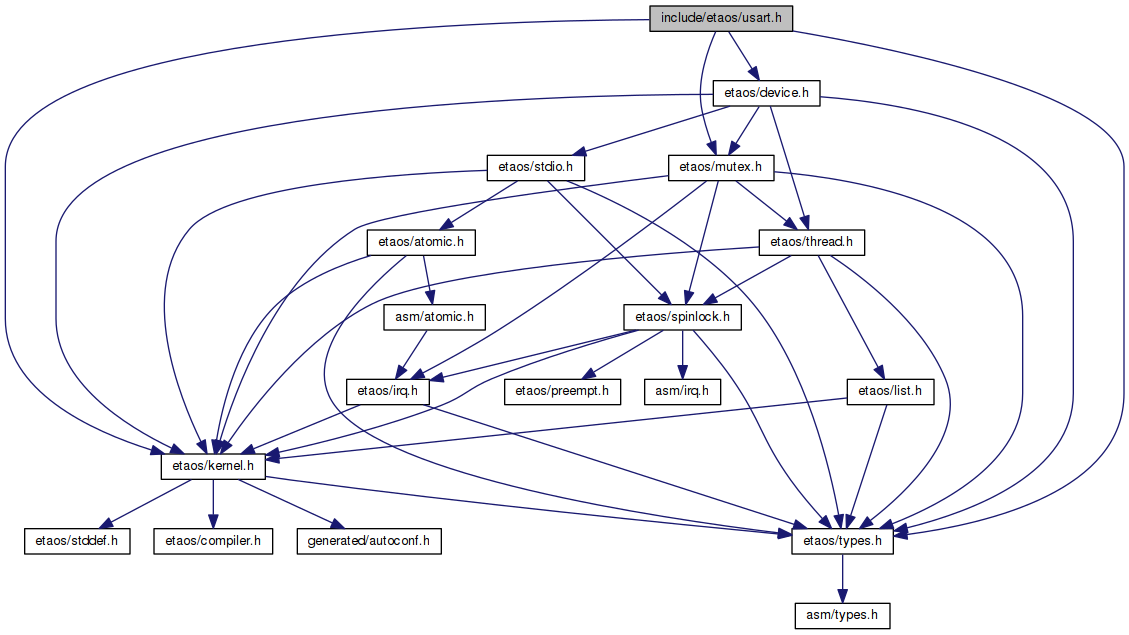 include/etaos/usart.h
etaos/device.h
etaos/stdio.h
etaos/mutex.h
etaos/atomic.h
etaos/thread.h
asm/atomic.h
etaos/spinlock.h
etaos/irq.h
etaos/preempt.h
asm/irq.h
etaos/list.h
etaos/kernel.h
etaos/stddef.h
etaos/compiler.h
generated/autoconf.h
etaos/types.h
asm/types.h